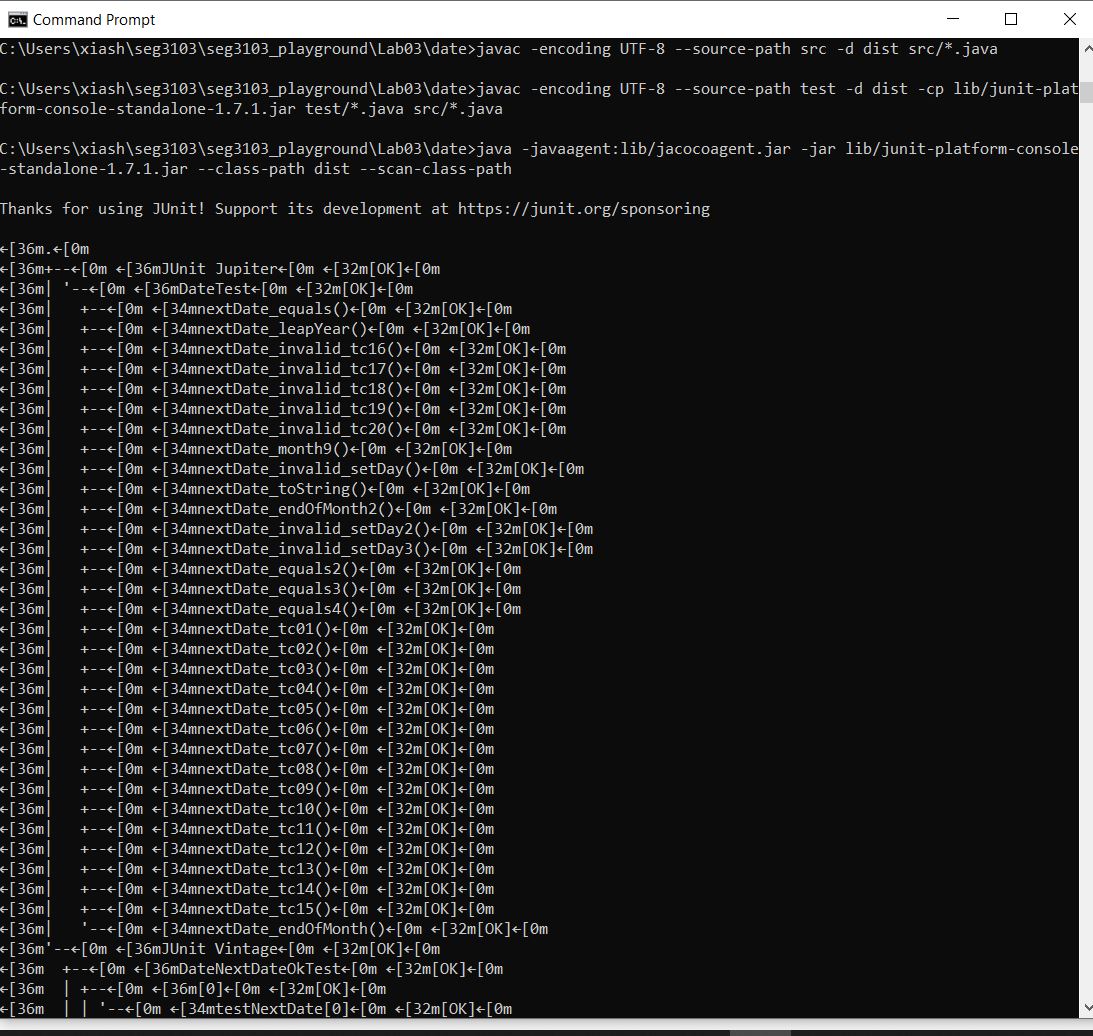 Command Prompt
C:\Users\xiash\seg3103\seg3103_playground\Lab03\date>javac -encoding UTF-8 --source-path src -d dist src/*.java
C:\Users\xiash\seg3103\seg3103_playground\Lab03\date>javac -encoding UTF-8 --source-path test -d dist -cp lib/junit-plat
form-console-standalone-1.7.1.jar test/*.java src/*.java
C:\Users\xiash\seg3103\seg3103_playground\Lab03\date>java -javaagent:lib/jacocoagent.jar -jar lib/junit-platform-console
-standalone-1.7.1.jar --class-path dist --scan-class-path
Thanks for using JUnit! Support its development at https://junit.org/sponsoring
←[36m.←[0m
←[36m+--←[0m ←[36mJUnit Jupiter←[0m ←[32m[OK]←[0m
←[36m| '--←[0m ←[36mDateTest←[0m ←[32m[OK]←[0m
←[36m|   +--←[0m ←[34mnextDate_equals()←[0m ←[32m[OK]←[0m
←[36m|   +--←[0m ←[34mnextDate_leapYear()←[0m ←[32m[OK]←[0m
←[36m|   +--←[0m ←[34mnextDate_invalid_tc16()←[0m ←[32m[OK]←[0m
←[36m|   +--←[0m ←[34mnextDate_invalid_tc17()←[0m ←[32m[OK]←[0m
←[36m|   +--←[0m ←[34mnextDate_invalid_tc18()←[0m ←[32m[OK]←[0m
←[36m|   +--←[0m ←[34mnextDate_invalid_tc19()←[0m ←[32m[OK]←[0m
←[36m|   +--←[0m ←[34mnextDate_invalid_tc20()←[0m ←[32m[OK]←[0m
←[36m|   +--←[0m ←[34mnextDate_month9()←[0m ←[32m[OK]←[0m
←[36m|   +--←[0m ←[34mnextDate_invalid_setDay()←[0m ←[32m[OK]←[0m
←[36m|   +--←[0m ←[34mnextDate_toString()←[0m ←[32m[OK]←[0m
←[36m|   +--←[0m ←[34mnextDate_endOfMonth2()←[0m ←[32m[OK]←[0m
←[36m|   +--←[0m ←[34mnextDate_invalid_setDay2()←[0m ←[32m[OK]←[0m
←[36m|   +--←[0m ←[34mnextDate_invalid_setDay3()←[0m ←[32m[OK]←[0m
←[36m|   +--←[0m ←[34mnextDate_equals2()←[0m ←[32m[OK]←[0m
←[36m|   +--←[0m ←[34mnextDate_equals3()←[0m ←[32m[OK]←[0m
←[36m|   +--←[0m ←[34mnextDate_equals4()←[0m ←[32m[OK]←[0m
←[36m|   +--←[0m ←[34mnextDate_tc01()←[0m ←[32m[OK]←[0m
←[36m|   +--←[0m ←[34mnextDate_tc02()←[0m ←[32m[OK]←[0m
←[36m|   +--←[0m ←[34mnextDate_tc03()←[0m ←[32m[OK]←[0m
←[36m|   +--←[0m ←[34mnextDate_tc04()←[0m ←[32m[OK]←[0m
←[36m|   +--←[0m ←[34mnextDate_tc05()←[0m ←[32m[OK]←[0m
←[36m|   +--←[0m ←[34mnextDate_tc06()←[0m ←[32m[OK]←[0m
←[36m|   +--←[0m ←[34mnextDate_tc07()←[0m ←[32m[OK]←[0m
←[36m|   +--←[0m ←[34mnextDate_tc08()←[0m ←[32m[OK]←[0m
←[36m|   +--←[0m ←[34mnextDate_tc09()←[0m ←[32m[OK]←[0m
←[36m|   +--←[0m ←[34mnextDate_tc10()←[0m ←[32m[OK]←[0m
←[36m|   +--←[0m ←[34mnextDate_tc11()←[0m ←[32m[OK]←[0m
←[36m|   +--←[0m ←[34mnextDate_tc12()←[0m ←[32m[OK]←[0m
←[36m|   +--←[0m ←[34mnextDate_tc13()←[0m ←[32m[OK]←[0m
←[36m|   +--←[0m ←[34mnextDate_tc14()←[0m ←[32m[OK]←[0m
←[36m|   +--←[0m ←[34mnextDate_tc15()←[0m ←[32m[OK]←[0m
←[36m|   '--←[0m ←[34mnextDate_endOfMonth()←[0m ←[32m[OK]←[0m
←[36m'--←[0m ←[36mJUnit Vintage←[0m ←[32m[OK]←[0m
←[36m  +--←[0m ←[36mDateNextDateOkTest←[0m ←[32m[OK]←[0m
←[36m  | +--←[0m ←[36m[0]←[0m ←[32m[OK]←[0m
←[36m  | | '--←[0m ←[34mtestNextDate[0]←[0m ←[32m[OK]←[0m